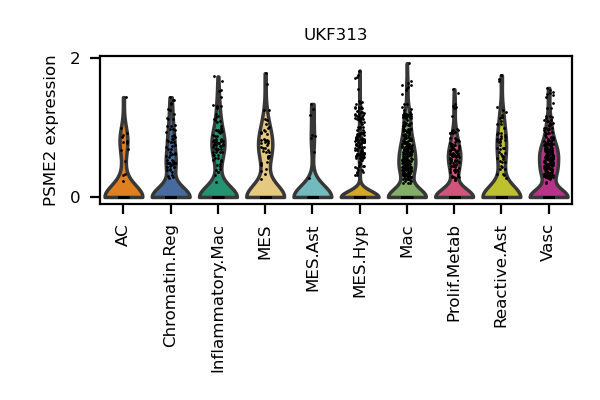 UKF313
PSME2 expression
2
0
AC
Chromatin.Reg
Inflammatory.Mac
MES
MES.Ast
MES.Hyp
Mac
Prolif.Metab
Reactive.Ast
Vasc